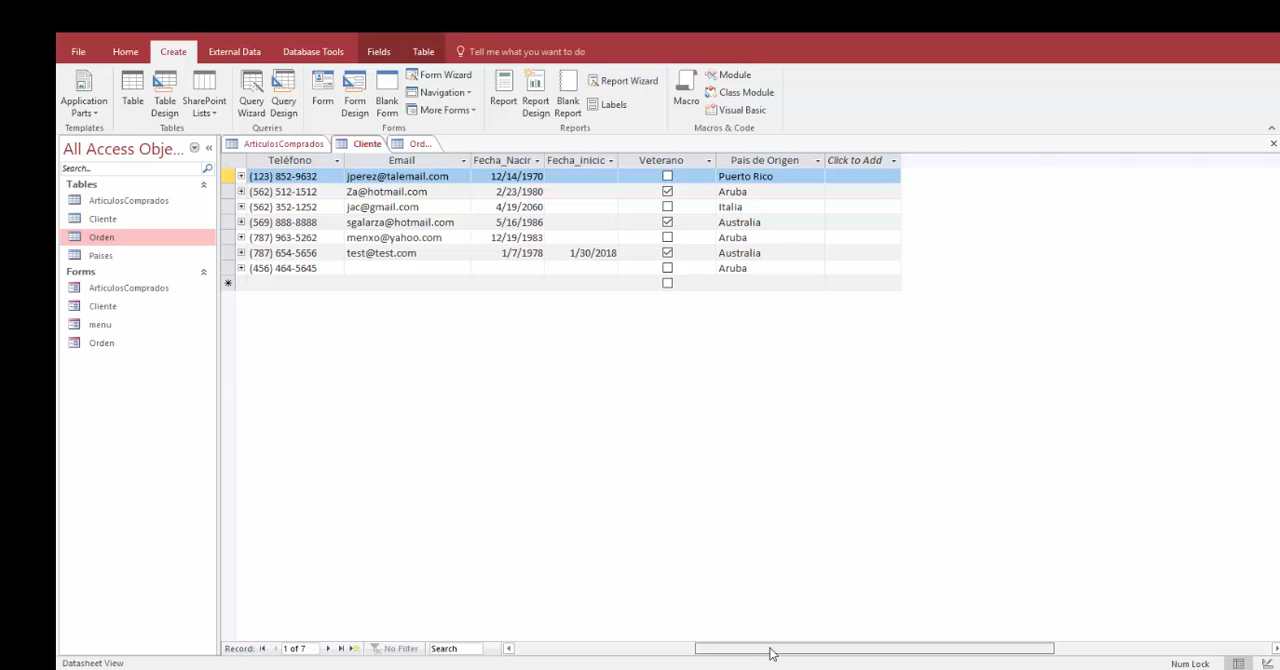 File Home Create External Data Database Tools Fields Table Tell me what you want to do
Application Parts Table Table Design SharePoint Lists Query Wizard Query Design Form Form Design Blank Form Form Wizard Navigation More Forms Report Report Design Blank Report Report Wizard Labels Macro Module Class Module Visual Basic
Templates Tables Queries Forms Reports Macros & Code
All Access Obje... « ArticulosComprados Cliente Ord...
Search...
Tables
ArticulosComprados
Cliente
Orden
Paises
Forms
ArticulosComprados
Cliente
menu
Orden
Teléfono Email Fecha_Nacir Fecha_inicic Veterano Pais de Origen Click to Add
(123) 852-9632 jperez@talemail.com 12/14/1970 Puerto Rico
(562) 512-1512 Za@hotmail.com 2/23/1980 Aruba
(562) 352-1252 jac@gmail.com 4/19/2060 Italia
(569) 888-8888 sgalarza@hotmail.com 5/16/1986 Australia
(787) 963-5262 menxo@yahoo.com 12/19/1983 Aruba
(787) 654-5656 test@test.com 1/7/1978 1/30/2018 Australia
(456) 464-5645 Aruba
Record: 1 of 7 No Filter Search
Datasheet View Num Lock